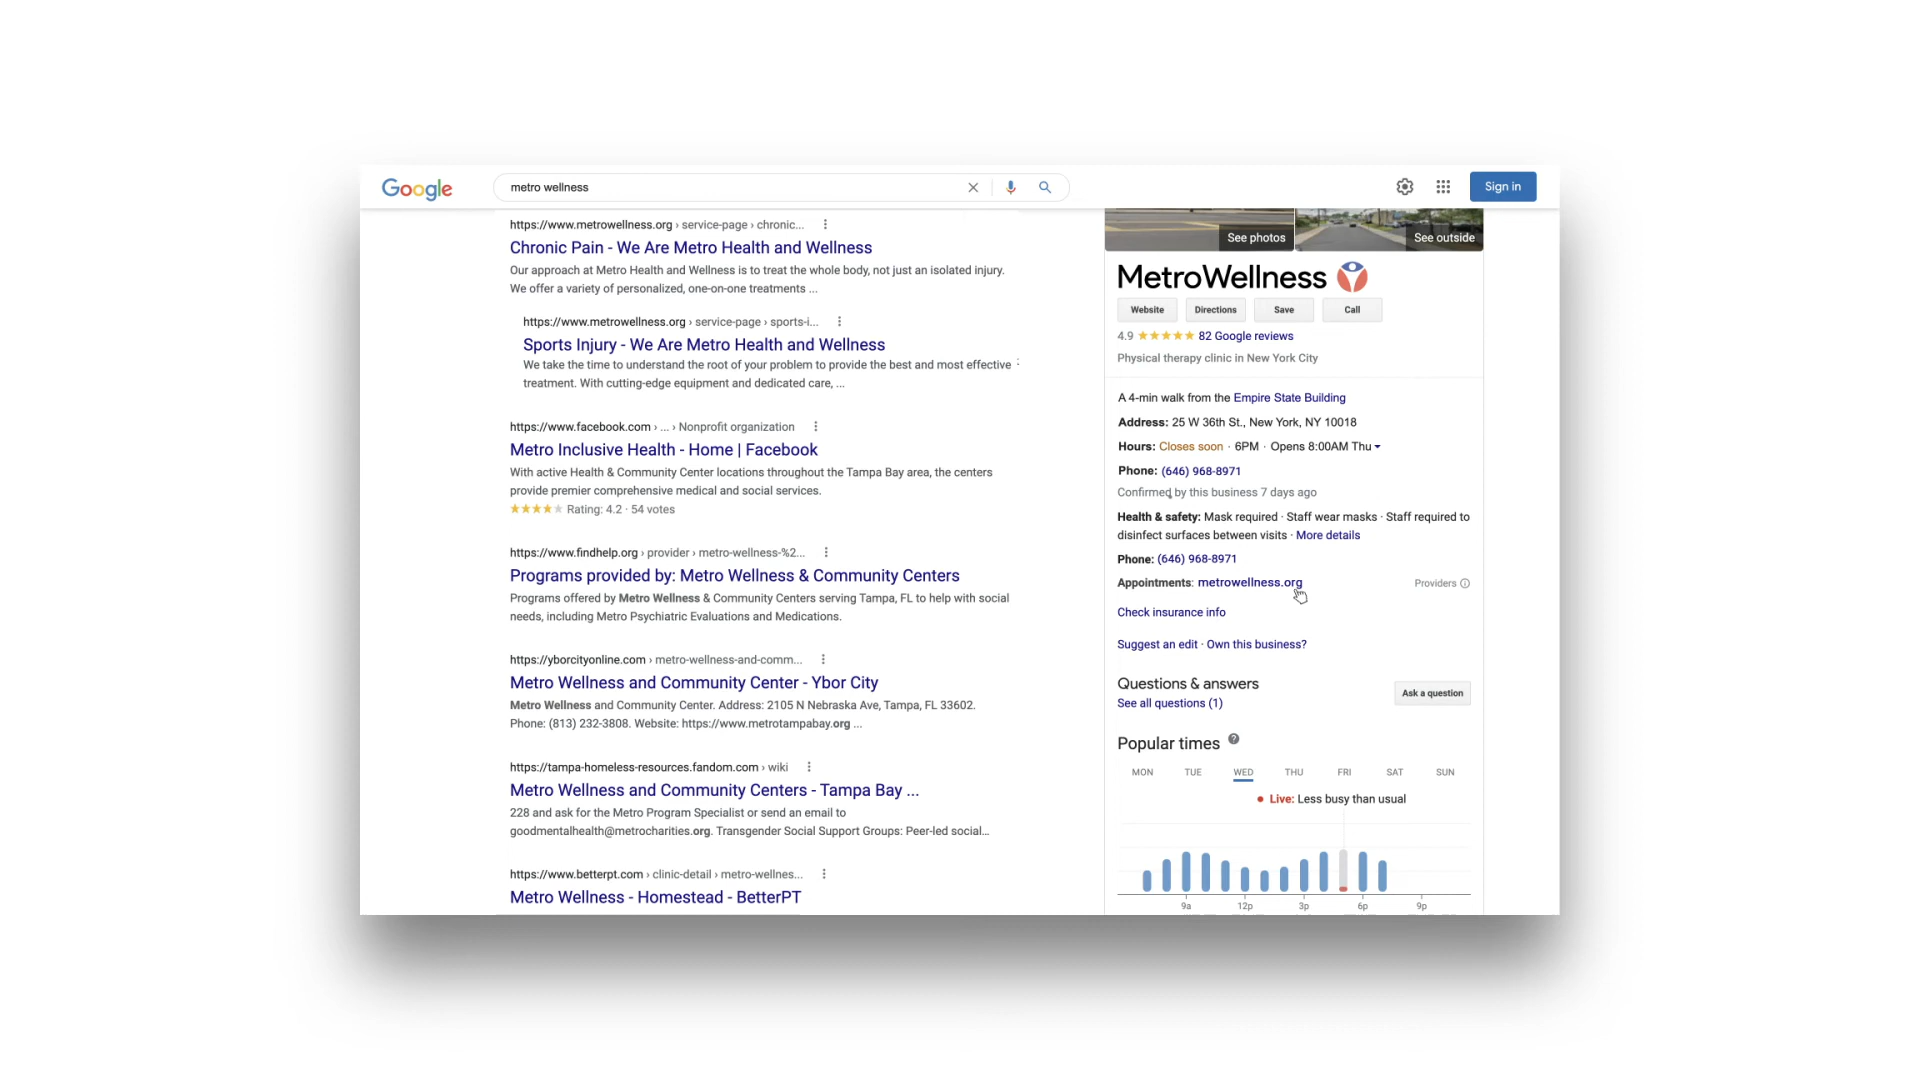 Google
metro wellness
Sign in
https://www.metrowellness.org › service-page › chronic...
Chronic Pain - We Are Metro Health and Wellness
Our approach at Metro Health and Wellness is to treat the whole body, not just an isolated injury.
We offer a variety of personalized, one-on-one treatments ...
https://www.metrowellness.org › service-page › sports-i...
Sports Injury - We Are Metro Health and Wellness
We take the time to understand the root of your problem to provide the best and most effective
treatment. With cutting-edge equipment and dedicated care, ...
https://www.facebook.com › ... › Nonprofit organization
Metro Inclusive Health - Home | Facebook
With active Health & Community Center locations throughout the Tampa Bay area, the centers
provide premier comprehensive medical and social services.
Rating: 4.2 · 54 votes
https://www.findhelp.org › provider › metro-wellness-%2...
Programs provided by: Metro Wellness & Community Centers
Programs offered by Metro Wellness & Community Centers serving Tampa, FL to help with social
needs, including Metro Psychiatric Evaluations and Medications.
https://yborcityonline.com › metro-wellness-and-comm...
Metro Wellness and Community Center - Ybor City
Metro Wellness and Community Center. Address: 2105 N Nebraska Ave, Tampa, FL 33602.
Phone: (813) 232-3808. Website: https://www.metrotampabay.org ...
https://tampa-homeless-resources.fandom.com › wiki
Metro Wellness and Community Centers - Tampa Bay ...
228 and ask for the Metro Program Specialist or send an email to
goodmentalhealth@metrocharities.org. Transgender Social Support Groups: Peer-led social...
https://www.betterpt.com › clinic-detail › metro-wellnes...
Metro Wellness - Homestead - BetterPT
See photos
See outside
MetroWellness
Website Directions Save Call
4.9 82 Google reviews
Physical therapy clinic in New York City
A 4-min walk from the Empire State Building
Address: 25 W 36th St., New York, NY 10018
Hours: Closes soon · 6PM · Opens 8:00AM Thu
Phone: (646) 968-8971
Confirmed by this business 7 days ago
Health & safety: Mask required · Staff wear masks · Staff required to
disinfect surfaces between visits · More details
Phone: (646) 968-8971
Appointments: metrowellness.org Providers
Check insurance info
Suggest an edit · Own this business?
Questions & answers
See all questions (1)
Ask a question
Popular times
MON TUE WED THU FRI SAT SUN
Live: Less busy than usual
9a 12p 3p 6p 9p